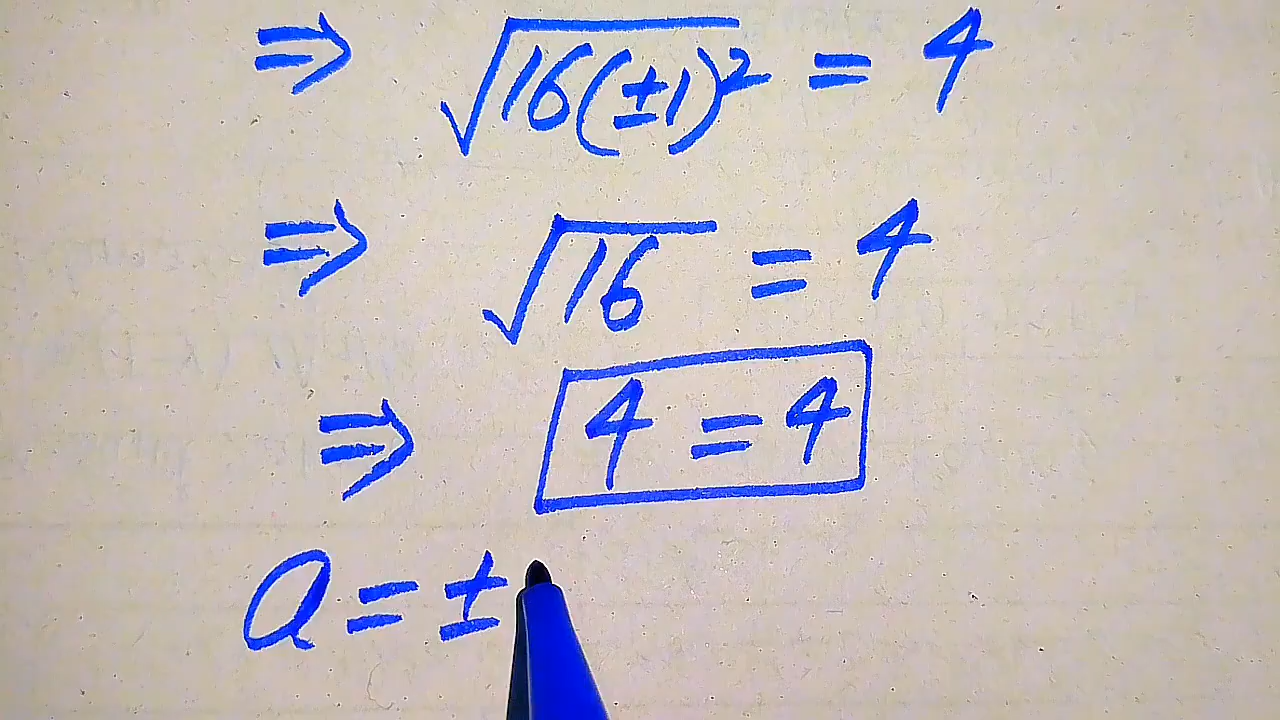 ⇒ √16(±1)² = 4
⇒ √16 = 4
⇒ 4 = 4
a = ±